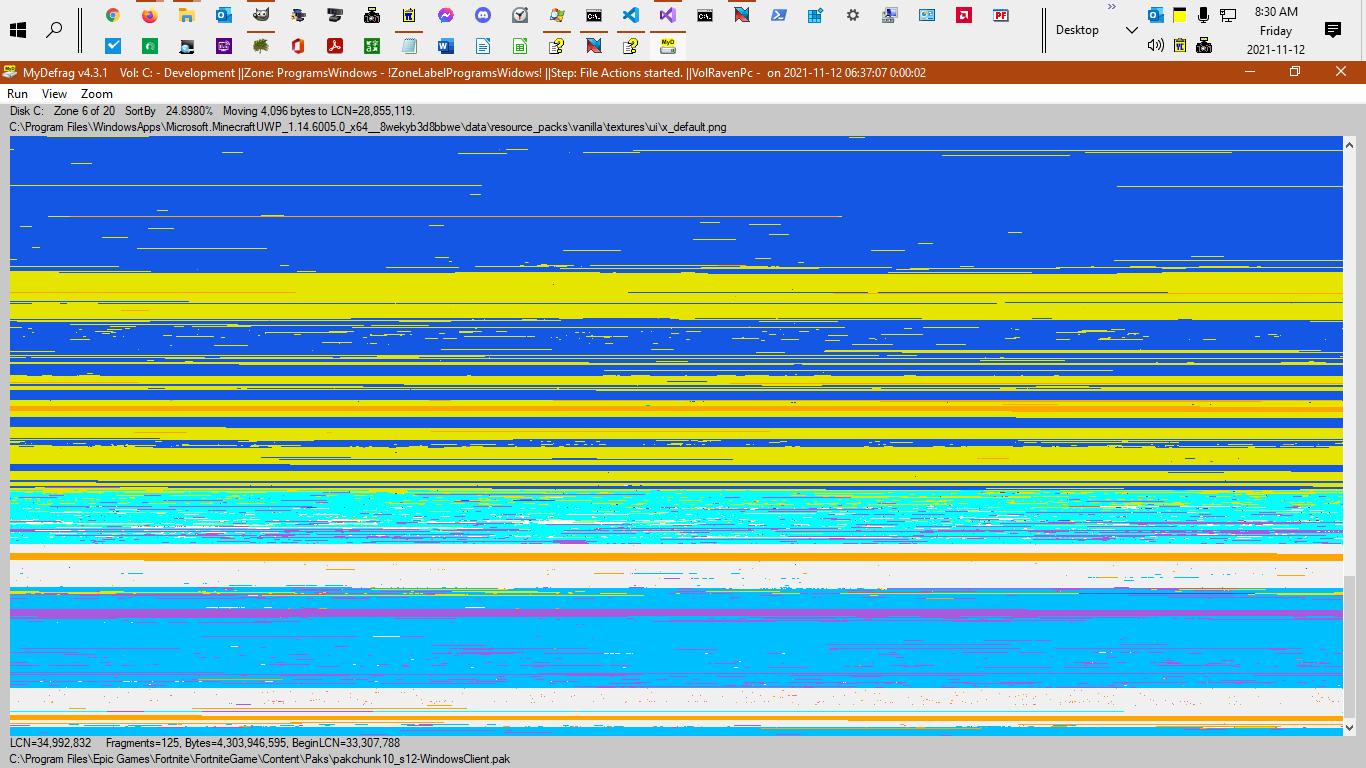 8:30 AM
Friday
2021-11-12
Desktop
MyDefrag v4.3.1    Vol: C: - Development ||Zone: ProgramsWindows - !ZoneLabelProgramsWidows! ||Step: File Actions started. ||VolRavenPc -  on 2021-11-12 06:37:07 0:00:02
Run View Zoom
Disk C:   Zone 6 of 20   SortBy   24.8980%   Moving 4,096 bytes to LCN=28,855,119.
C:\Program Files\WindowsApps\Microsoft.MinecraftUWP_1.14.6005.0_x64__8wekyb3d8bbwe\data\resource_packs\vanilla\textures\ui\x_default.png
LCN=34,992,832    Fragments=125, Bytes=4,303,946,595, BeginLCN=33,307,788
C:\Program Files\Epic Games\Fortnite\FortniteGame\Content\Paks\pakchunk10_s12-WindowsClient.pak